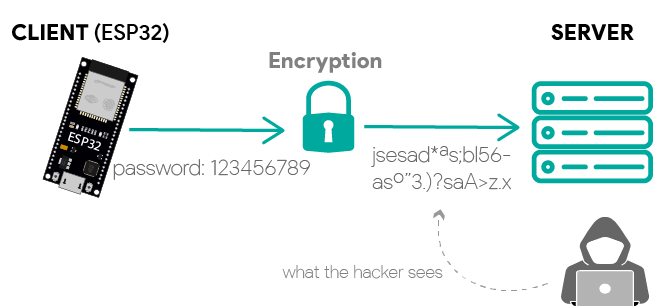 CLIENT (ESP32)
SERVER
Encryption
ESP32
password: 123456789
jsesad*ªs;bl56-
asº¨3.)?saA>z.x
what the hacker sees